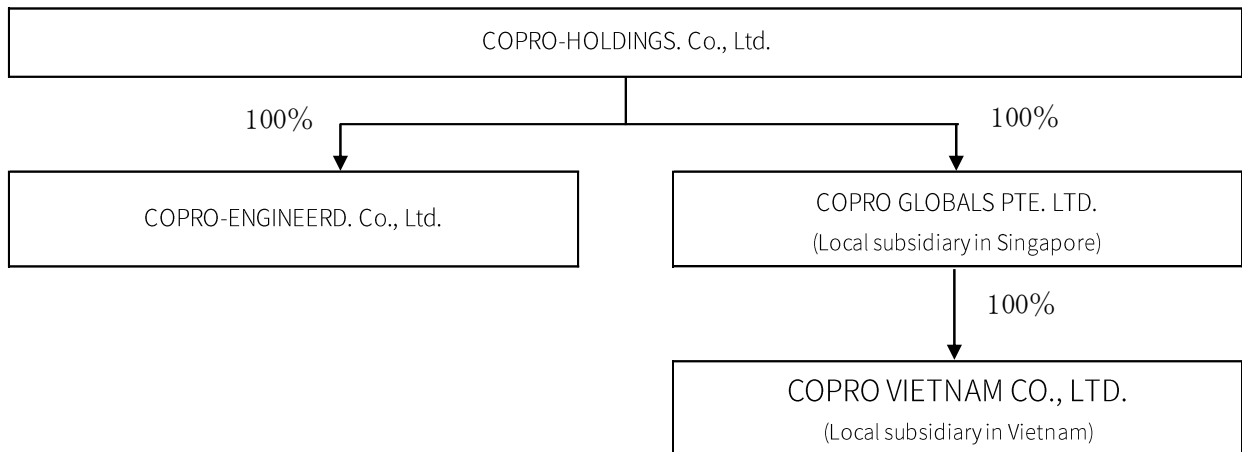 COPRO-HOLDINGS. Co., Ltd.
100%
100%
COPRO-ENGINEERD. Co., Ltd.
COPRO GLOBALS PTE. LTD.
(Local subsidiary in Singapore)
100%
COPRO VIETNAM CO., LTD.
(Local subsidiary in Vietnam)